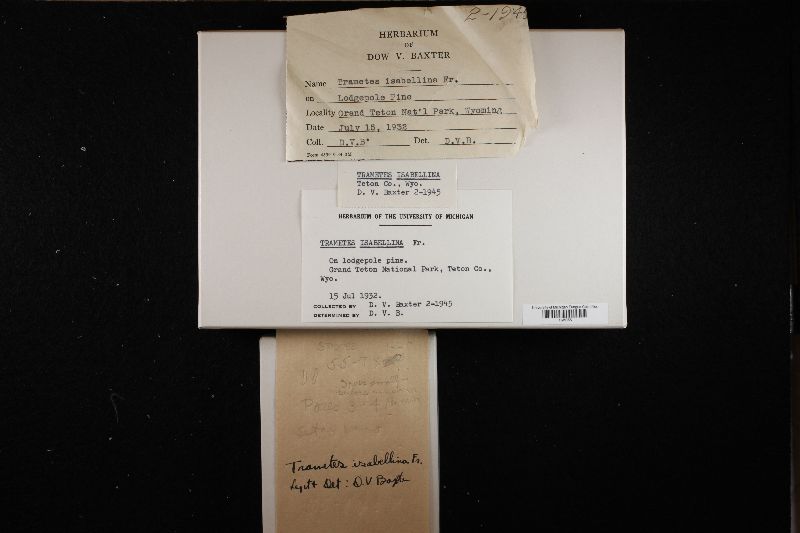 2-1945
HERBARIUM
OF
DOW V. BAXTER
Name Trametes isabellina Fr.
on Lodgepole Pine
Locality Grand Teton Nat'l Park, Wyoming
Date July 15, 1932
Coll. D.V.B. Det. D.V.B.
TRAMETES ISABELLINA
Teton Co., Wyo.
D. V. Baxter 2-1945
HERBARIUM OF THE UNIVERSITY OF MICHIGAN
TRAMETES ISABELLINA Fr.
On lodgepole pine.
Grand Teton National Park, Teton Co.,
Wyo.
15 Jul 1932.
COLLECTED BY D. V. Baxter 2-1945
DETERMINED BY D. V. B.
Trametes isabellina Fr.
Det: D.V Baxter